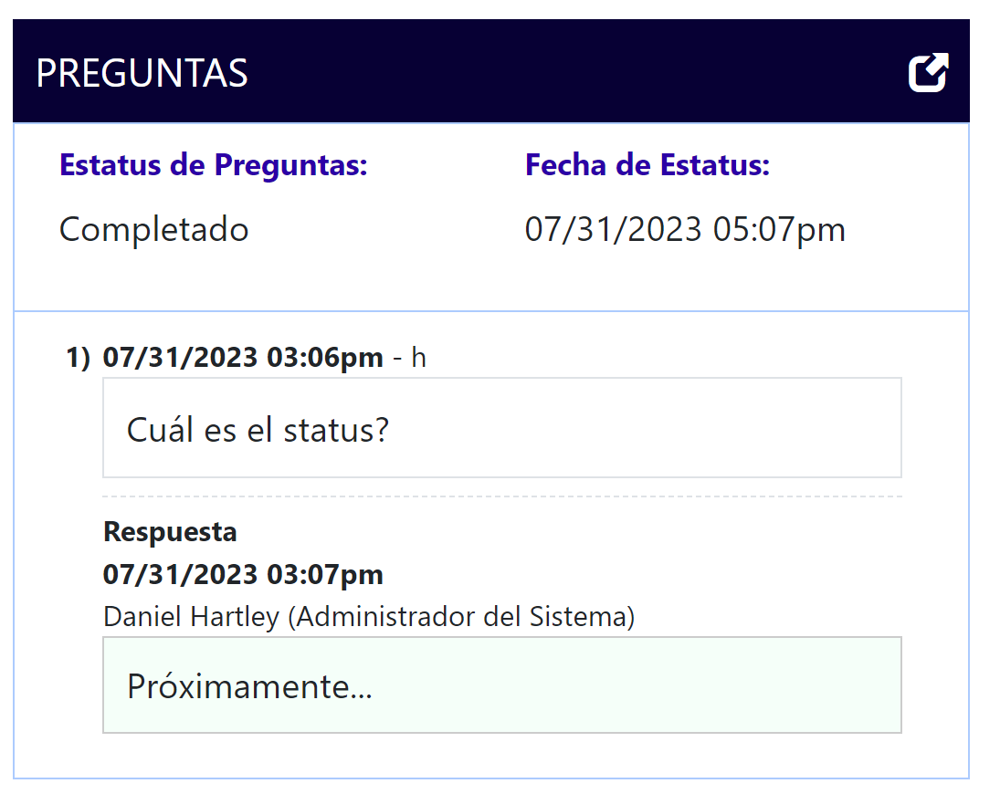 PREGUNTAS
Estatus de Preguntas: Fecha de Estatus:
Completado 07/31/2023 05:07pm
1) 07/31/2023 03:06pm - h
Cuál es el status?
Respuesta
07/31/2023 03:07pm
Daniel Hartley (Administrador del Sistema)
Próximamente...